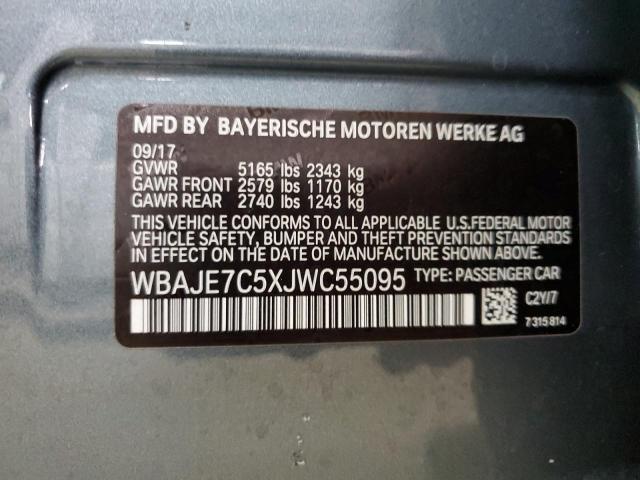 MFD BY BAYERISCHE MOTOREN WERKE AG
09/17
GVWR 5165 lbs 2343 kg
GAWR FRONT 2579 lbs 1170 kg
GAWR REAR 2740 lbs 1243 kg
THIS VEHICLE CONFORMS TO ALL APPLICABLE U.S.FEDERAL MOTOR
VEHICLE SAFETY, BUMPER AND THEFT PREVENTION STANDARDS
IN EFFECT ON THE DATE OF MANUFACTURE SHOWN ABOVE.
WBAJE7C5XJWC55095 TYPE: PASSENGER CAR
C2Y/7
7315814